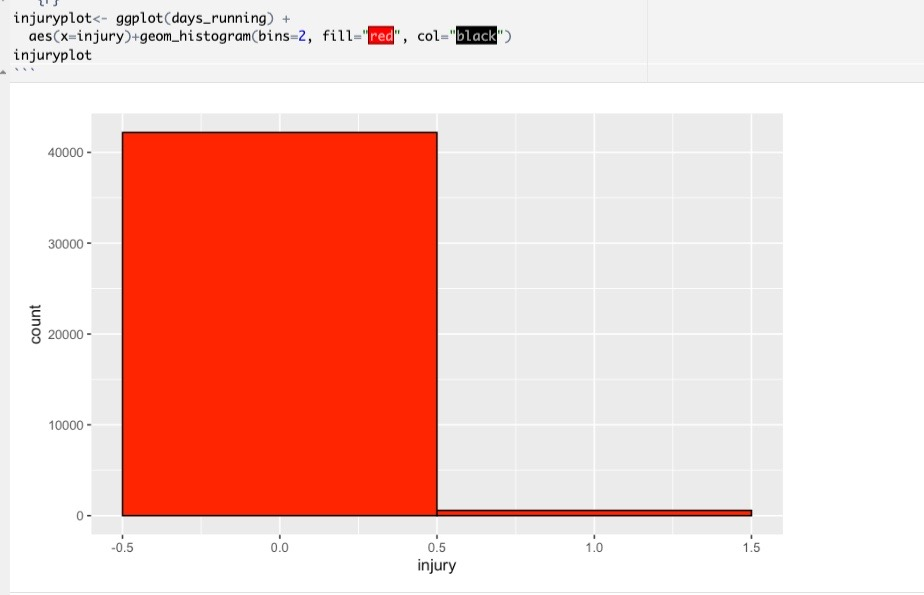 {r}
injuryplot<- ggplot(days_running) +
  aes(x=injury)+geom_histogram(bins=2, fill="red", col="black")
injuryplot
```
40000
30000
20000
10000
0
count
-0.5 0.0 0.5 1.0 1.5
injury